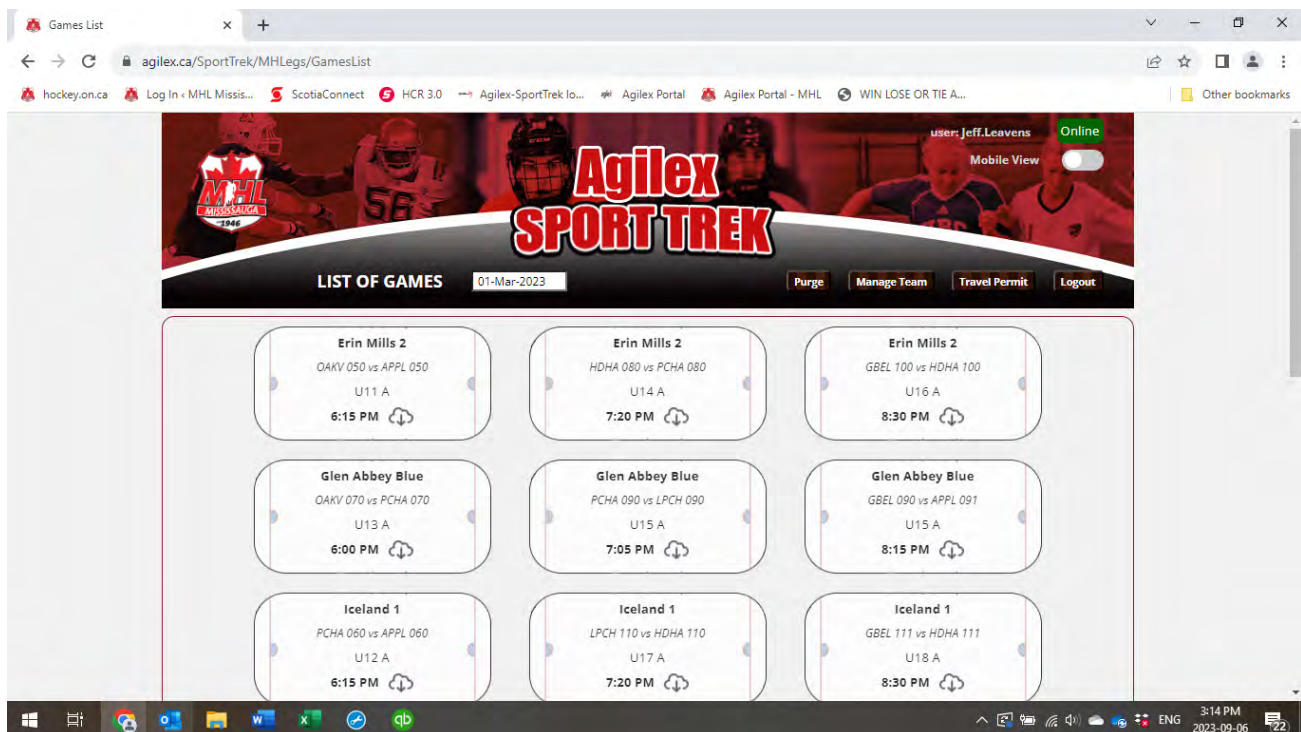 Games List
agilex.ca/SportTrek/MHLegs/GamesList
hockey.on.ca Log In ‹ MHL Missis... ScotiaConnect HCR 3.0 Agilex-SportTrek lo... Agilex Portal Agilex Portal - MHL WIN LOSE OR TIE A... Other bookmarks
user: Jeff.Leavens Online
Mobile View
MHL
MISSISSAUGA
1946
56
Agilex
SPORT TREK
LIST OF GAMES 01-Mar-2023 Purge Manage Team Travel Permit Logout
Erin Mills 2
OAKV 050 vs APPL 050
U11 A
6:15 PM
Erin Mills 2
HDHA 080 vs PCHA 080
U14 A
7:20 PM
Erin Mills 2
GBEL 100 vs HDHA 100
U16 A
8:30 PM
Glen Abbey Blue
OAKV 070 vs PCHA 070
U13 A
6:00 PM
Glen Abbey Blue
PCHA 090 vs LPCH 090
U15 A
7:05 PM
Glen Abbey Blue
GBEL 090 vs APPL 091
U15 A
8:15 PM
Iceland 1
PCHA 060 vs APPL 060
U12 A
6:15 PM
Iceland 1
LPCH 110 vs HDHA 110
U17 A
7:20 PM
Iceland 1
GBEL 111 vs HDHA 111
U18 A
8:30 PM
ENG 3:14 PM
2023-09-06
22